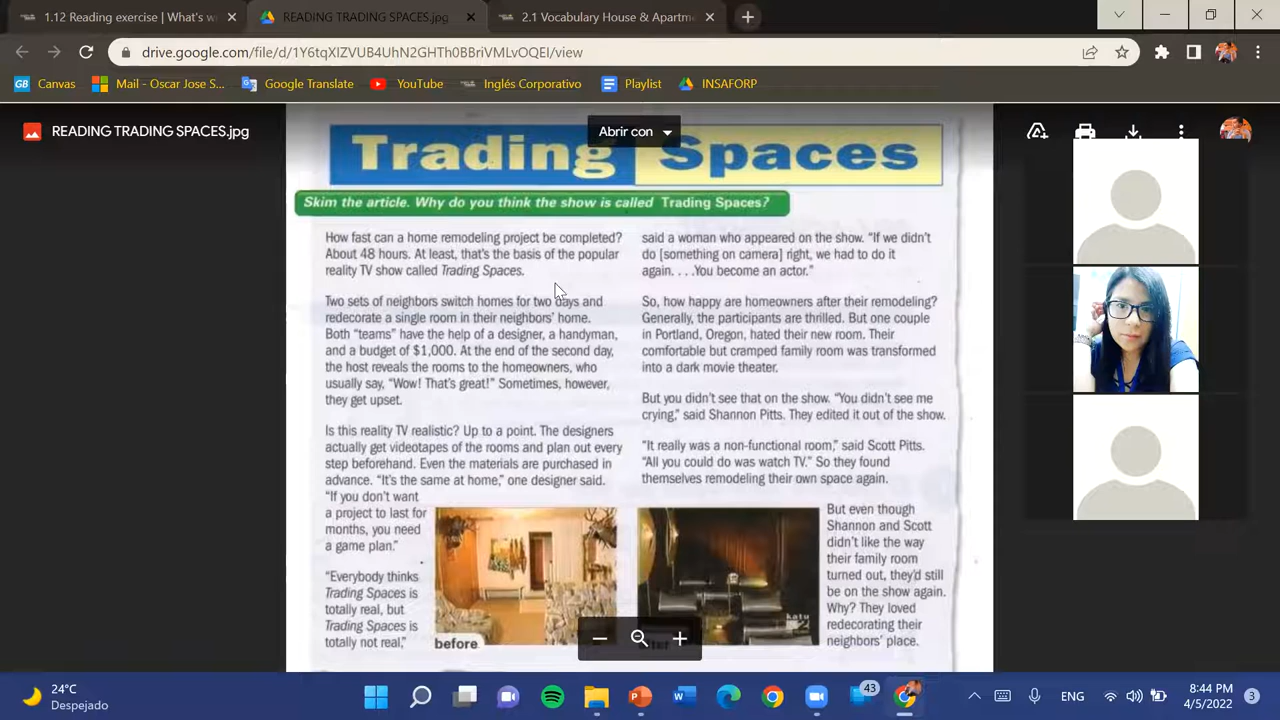 1.12 Reading exercise | What's w
READING TRADING SPACES.jpg
2.1 Vocabulary House & Apartm
drive.google.com/file/d/1Y6tqXIZVUB4UhN2GHTh0BBriVMLvOQEI/view
Canvas
Mail - Oscar Jose S...
Google Translate
YouTube
Inglés Corporativo
Playlist
INSAFORP
READING TRADING SPACES.jpg
Abrir con
Trading Spaces
Skim the article. Why do you think the show is called Trading Spaces?
How fast can a home remodeling project be completed?
About 48 hours. At least, that's the basis of the popular
reality TV show called Trading Spaces.
Two sets of neighbors switch homes for two days and
redecorate a single room in their neighbors' home.
Both "teams" have the help of a designer, a handyman,
and a budget of $1,000. At the end of the second day,
the host reveals the rooms to the homeowners, who
usually say, "Wow! That's great!" Sometimes, however,
they get upset.
Is this reality TV realistic? Up to a point. The designers
actually get videotapes of the rooms and plan out every
step beforehand. Even the materials are purchased in
advance. "It's the same at home," one designer said.
"If you don't want
a project to last for
months, you need
a game plan."
"Everybody thinks
Trading Spaces is
totally real, but
Trading Spaces is
totally not real,"
before
said a woman who appeared on the show. "If we didn't
do [something on camera] right, we had to do it
again. . . .You become an actor."
So, how happy are homeowners after their remodeling?
Generally, the participants are thrilled. But one couple
in Portland, Oregon, hated their new room. Their
comfortable but cramped family room was transformed
into a dark movie theater.
But you didn't see that on the show. "You didn't see me
crying," said Shannon Pitts. They edited it out of the show.
"It really was a non-functional room," said Scott Pitts.
"All you could do was watch TV." So they found
themselves remodeling their own space again.
katu
But even though
Shannon and Scott
didn't like the way
their family room
turned out, they'd still
be on the show again.
Why? They loved
redecorating their
neighbors' place.
24°C
Despejado
43
ENG
8:44 PM
4/5/2022
3